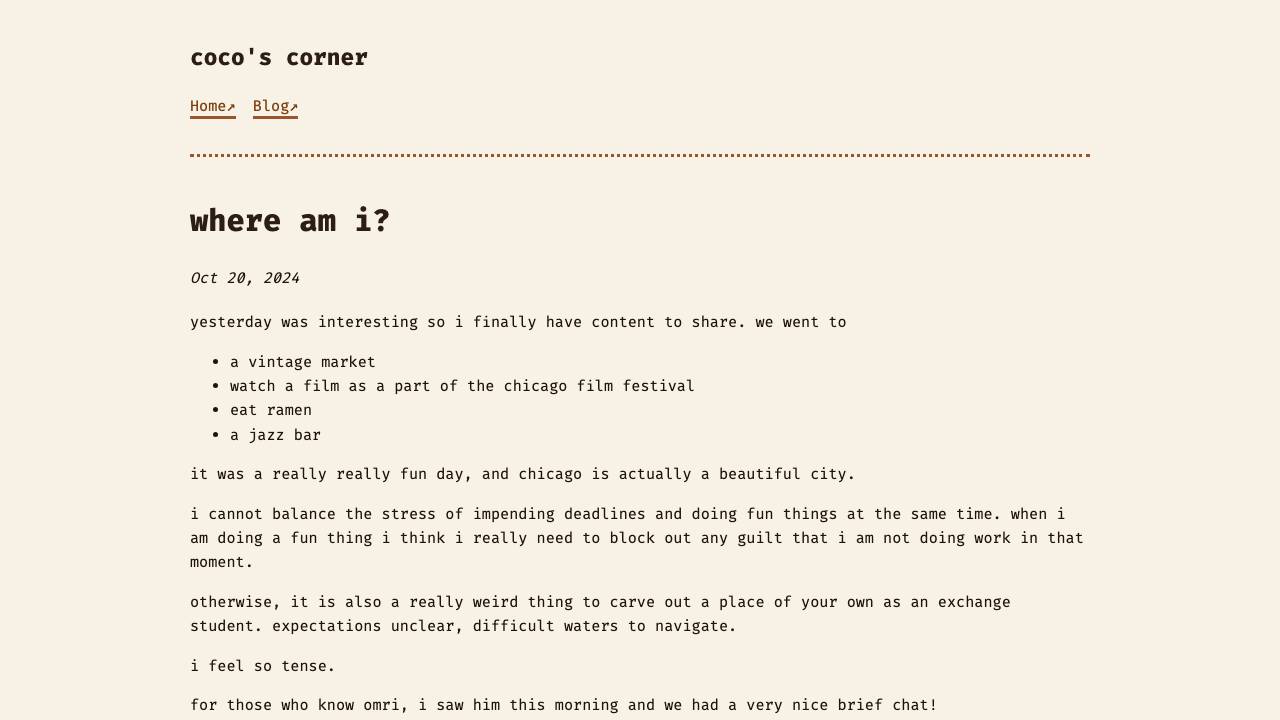 coco's corner
Home↗ Blog↗
where am i?
Oct 20, 2024
yesterday was interesting so i finally have content to share. we went to
• a vintage market
• watch a film as a part of the chicago film festival
• eat ramen
• a jazz bar
it was a really really fun day, and chicago is actually a beautiful city.
i cannot balance the stress of impending deadlines and doing fun things at the same time. when i
am doing a fun thing i think i really need to block out any guilt that i am not doing work in that
moment.
otherwise, it is also a really weird thing to carve out a place of your own as an exchange
student. expectations unclear, difficult waters to navigate.
i feel so tense.
for those who know omri, i saw him this morning and we had a very nice brief chat!